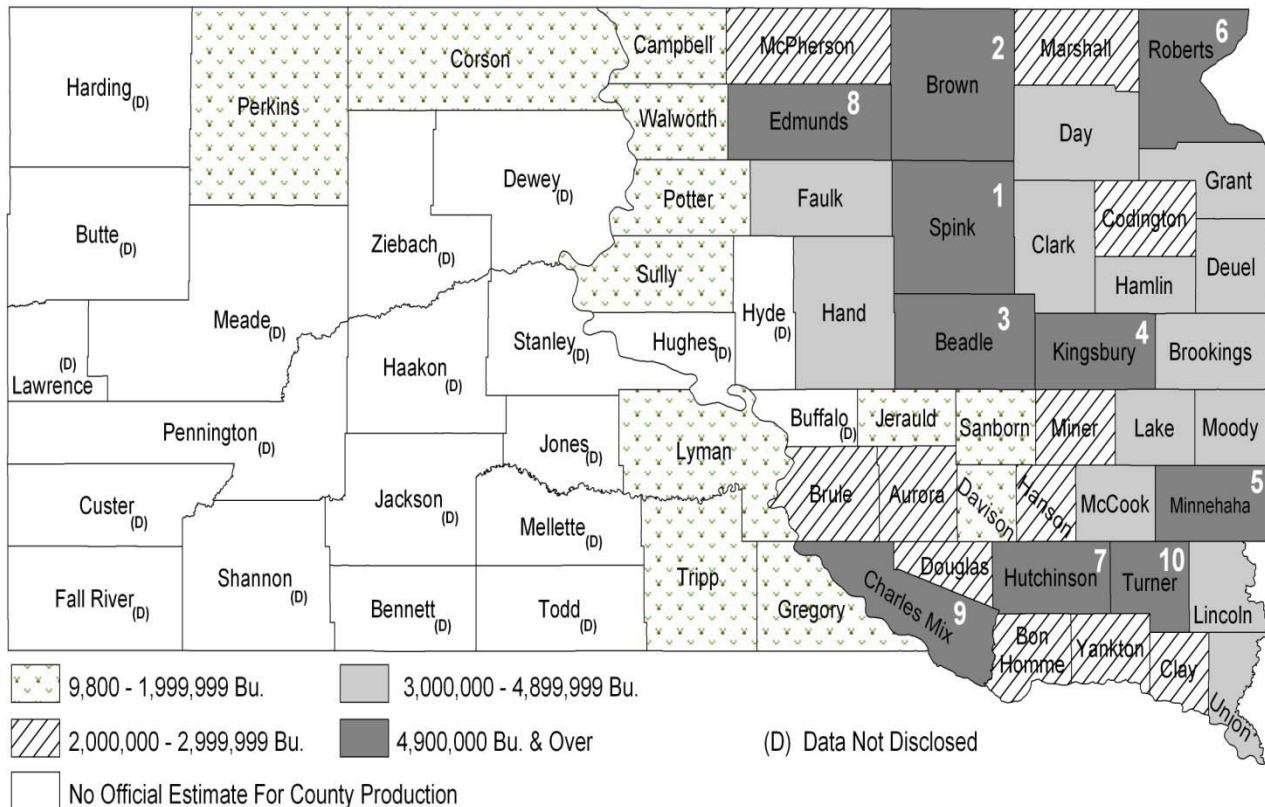 Harding (D)
Perkins
Corson
Campbell
McPherson
2
Brown
Marshall
6
Roberts
Walworth
8
Edmunds
Day
Butte (D)
Ziebach (D)
Dewey (D)
Potter
Faulk
1
Spink
Clark
Codington
Grant
Hamlin
Deuel
Meade (D)
Sully
Hyde (D)
Hand
(D)
Lawrence
Haakon (D)
Stanley (D)
Hughes (D)
3
Beadle
4
Kingsbury
Brookings
Pennington (D)
Jones (D)
Lyman
Buffalo (D)
Jerauld
Sanborn
Miner
Lake
Moody
Custer (D)
Jackson (D)
Mellette (D)
Brule
Aurora
Davison
Hanson
McCook
5
Minnehaha
Fall River (D)
Shannon (D)
Bennett (D)
Todd (D)
Tripp
Gregory
Charles Mix
9
Douglas
7
Hutchinson
10
Turner
Lincoln
Bon
Homme
Yankton
Clay
Union
9,800 - 1,999,999 Bu.
3,000,000 - 4,899,999 Bu.
2,000,000 - 2,999,999 Bu.
4,900,000 Bu. & Over
(D) Data Not Disclosed
No Official Estimate For County Production